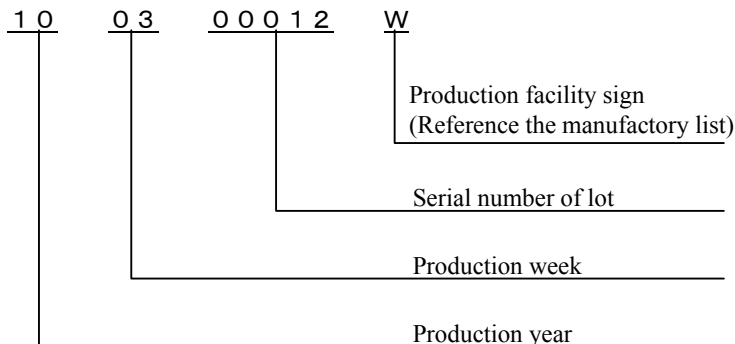 １０ ０３ ０００１２ Ｗ
Production facility sign
(Reference the manufactory list)
Serial number of lot
Production week
Production year